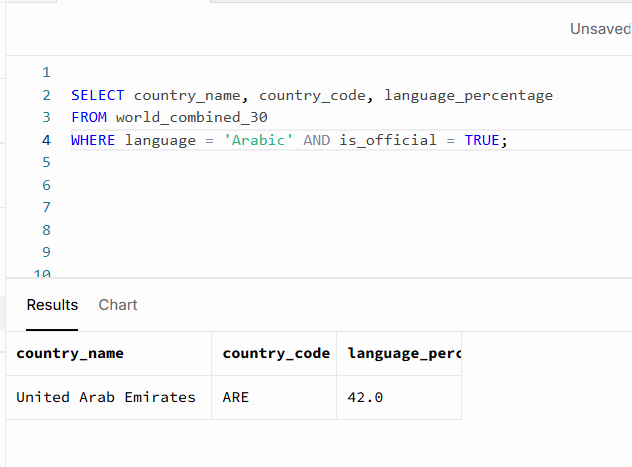 Unsaved
1
2 SELECT country_name, country_code, language_percentage
3 FROM world_combined_30
4 WHERE language = 'Arabic' AND is_official = TRUE;
5
6
7
8
9
10
Results Chart
country_name country_code language_perc
United Arab Emirates ARE 42.0